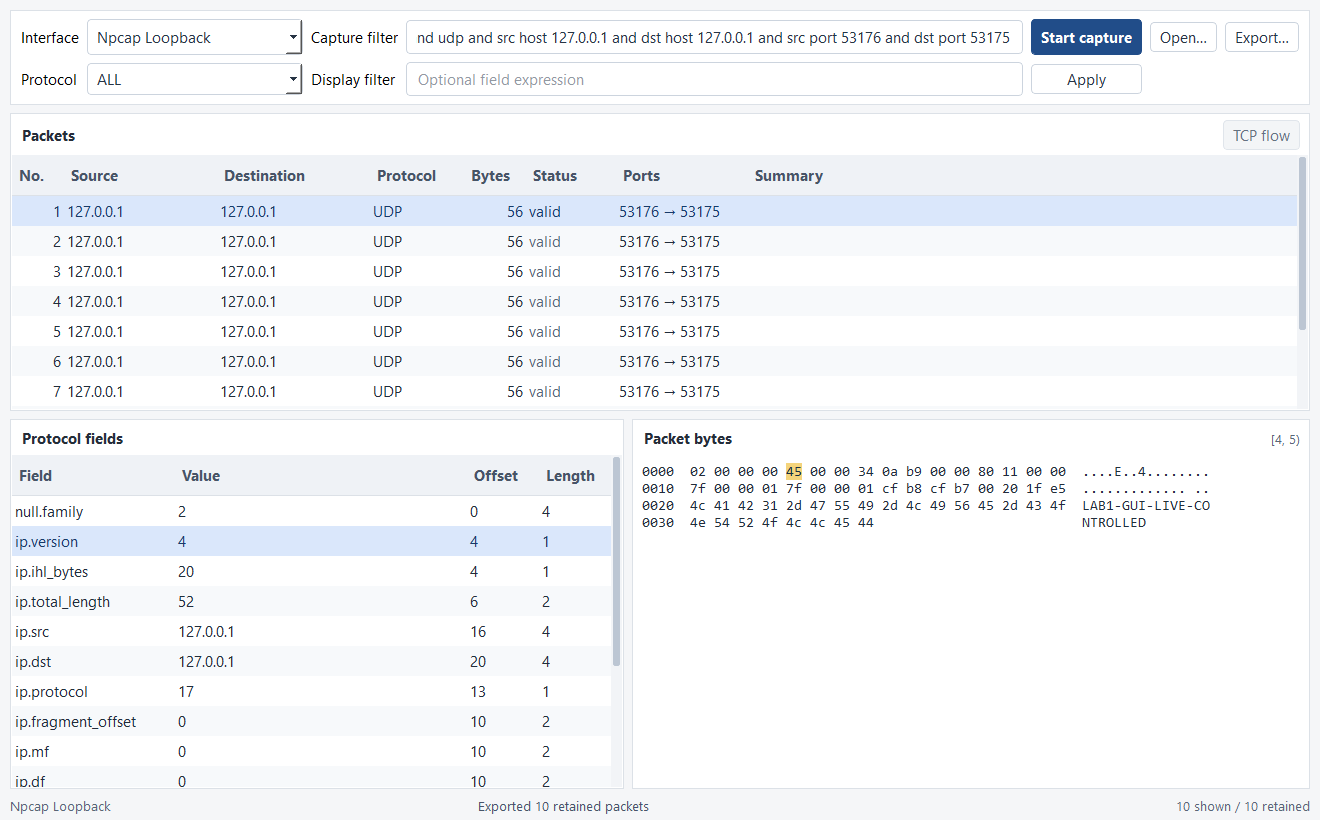 Interface Npcap Loopback Capture filter nd udp and src host 127.0.0.1 and dst host 127.0.0.1 and src port 53176 and dst port 53175 Start capture Open... Export...
Protocol ALL Display filter Optional field expression Apply
Packets TCP flow
No. Source Destination Protocol Bytes Status Ports Summary
1 127.0.0.1 127.0.0.1 UDP 56 valid 53176 → 53175
2 127.0.0.1 127.0.0.1 UDP 56 valid 53176 → 53175
3 127.0.0.1 127.0.0.1 UDP 56 valid 53176 → 53175
4 127.0.0.1 127.0.0.1 UDP 56 valid 53176 → 53175
5 127.0.0.1 127.0.0.1 UDP 56 valid 53176 → 53175
6 127.0.0.1 127.0.0.1 UDP 56 valid 53176 → 53175
7 127.0.0.1 127.0.0.1 UDP 56 valid 53176 → 53175
Protocol fields
Field Value Offset Length
null.family 2 0 4
ip.version 4 4 1
ip.ihl_bytes 20 4 1
ip.total_length 52 6 2
ip.src 127.0.0.1 16 4
ip.dst 127.0.0.1 20 4
ip.protocol 17 13 1
ip.fragment_offset 0 10 2
ip.mf 0 10 2
ip.df 0 10 2
Packet bytes [4, 5)
0000 02 00 00 00 45 00 00 34 0a b9 00 00 80 11 00 00 ....E..4........
0010 7f 00 00 01 7f 00 00 01 cf b8 cf b7 00 20 1f e5 ............. ..
0020 4c 41 42 31 2d 47 55 49 2d 4c 49 56 45 2d 43 4f LAB1-GUI-LIVE-CO
0030 4e 54 52 4f 4c 4c 45 44 NTROLLED
Npcap Loopback Exported 10 retained packets 10 shown / 10 retained